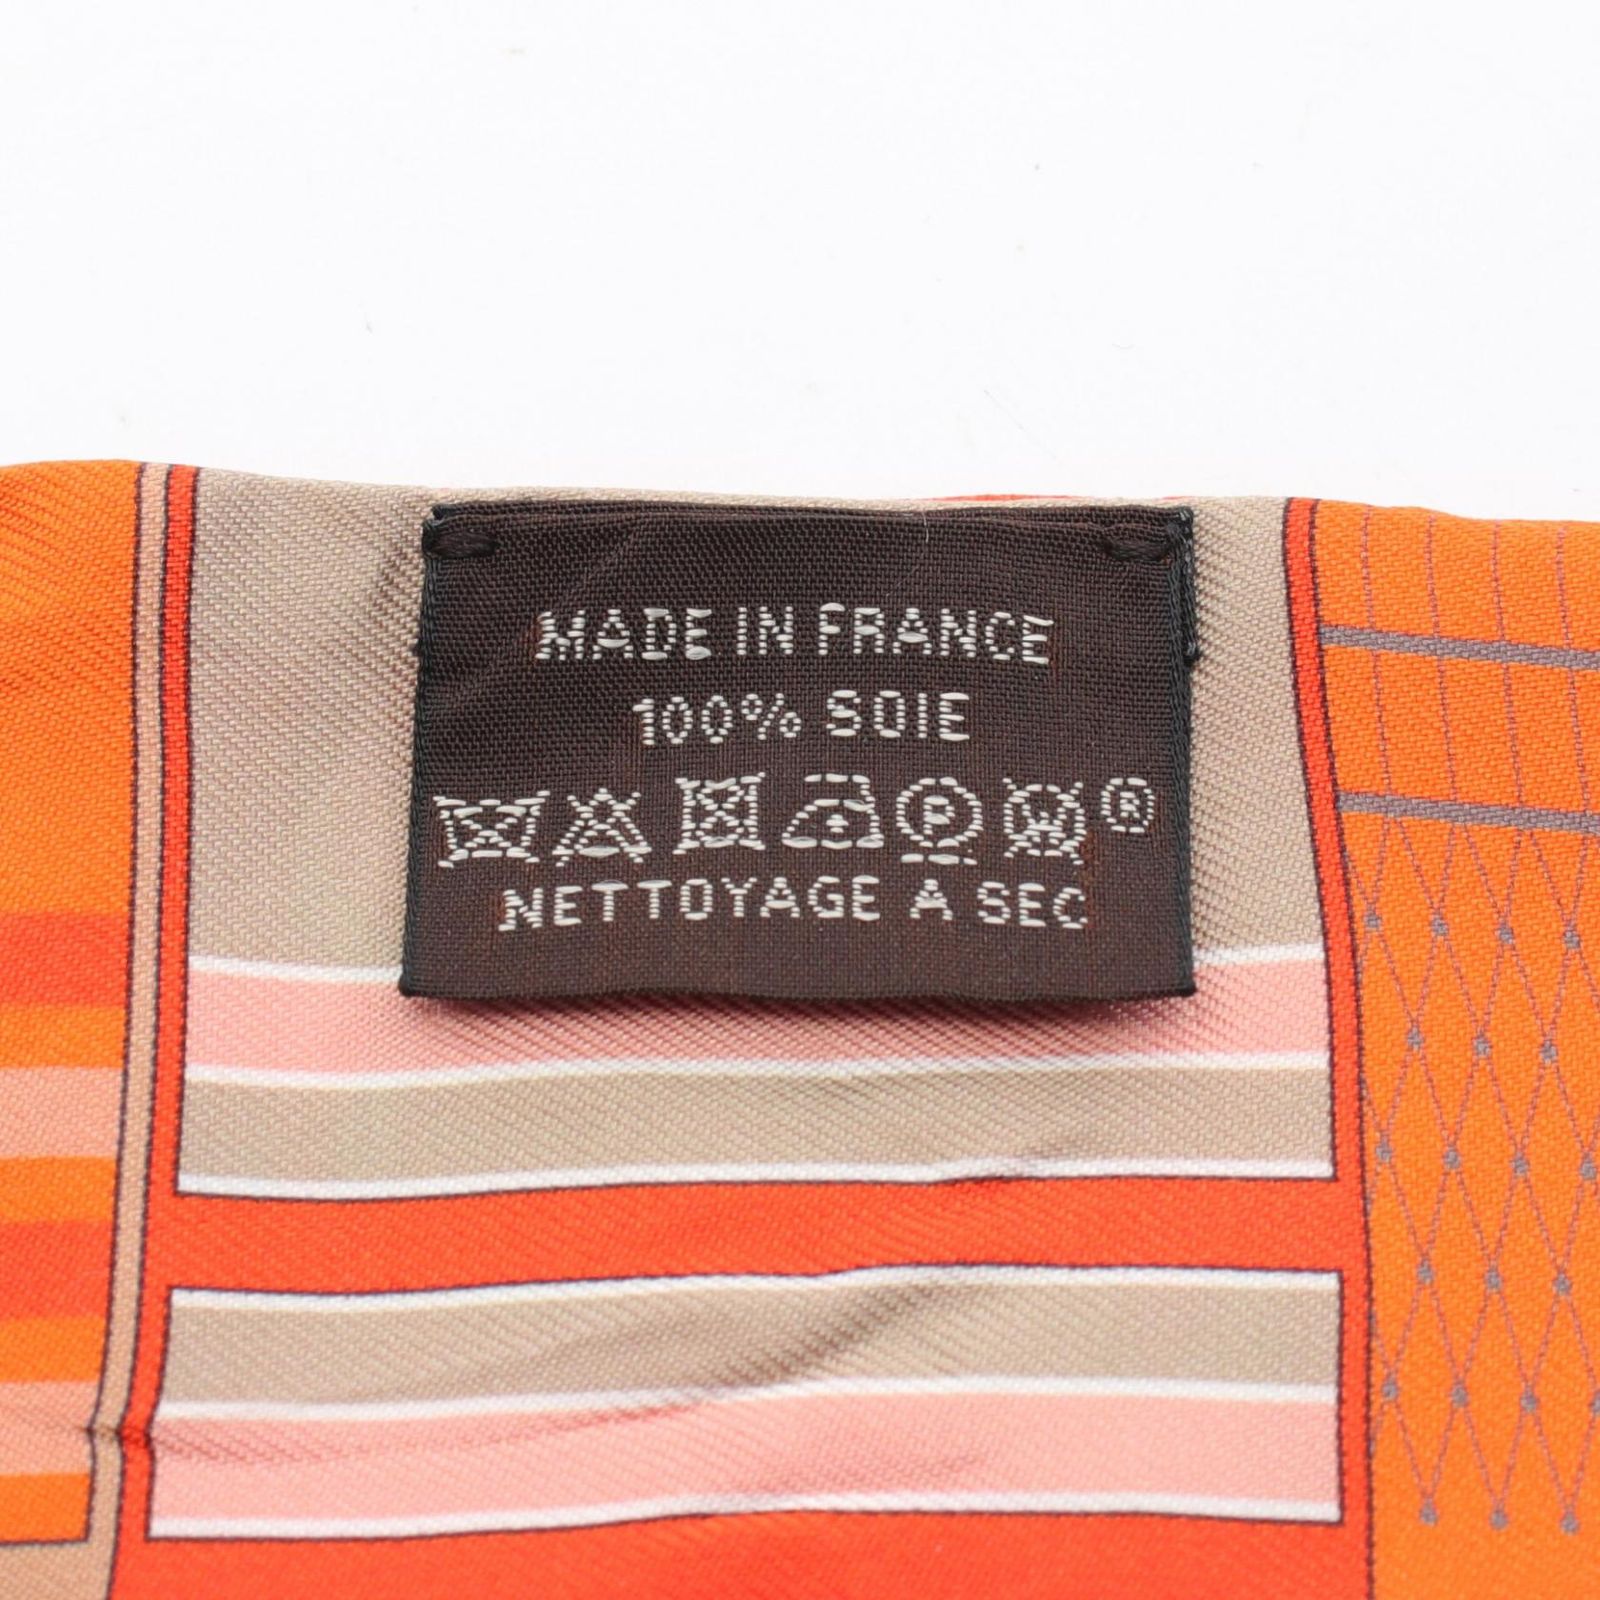 MADE IN FRANCE
100% SOIE
P W ®
NETTOYAGE A SEC